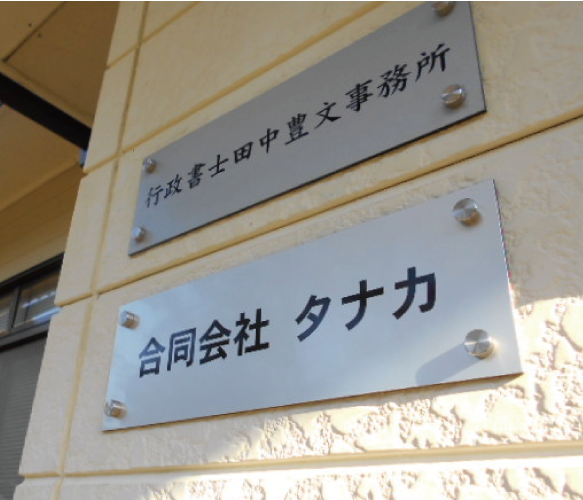 行政書士田中豊文事務所
合同会社 タナカ